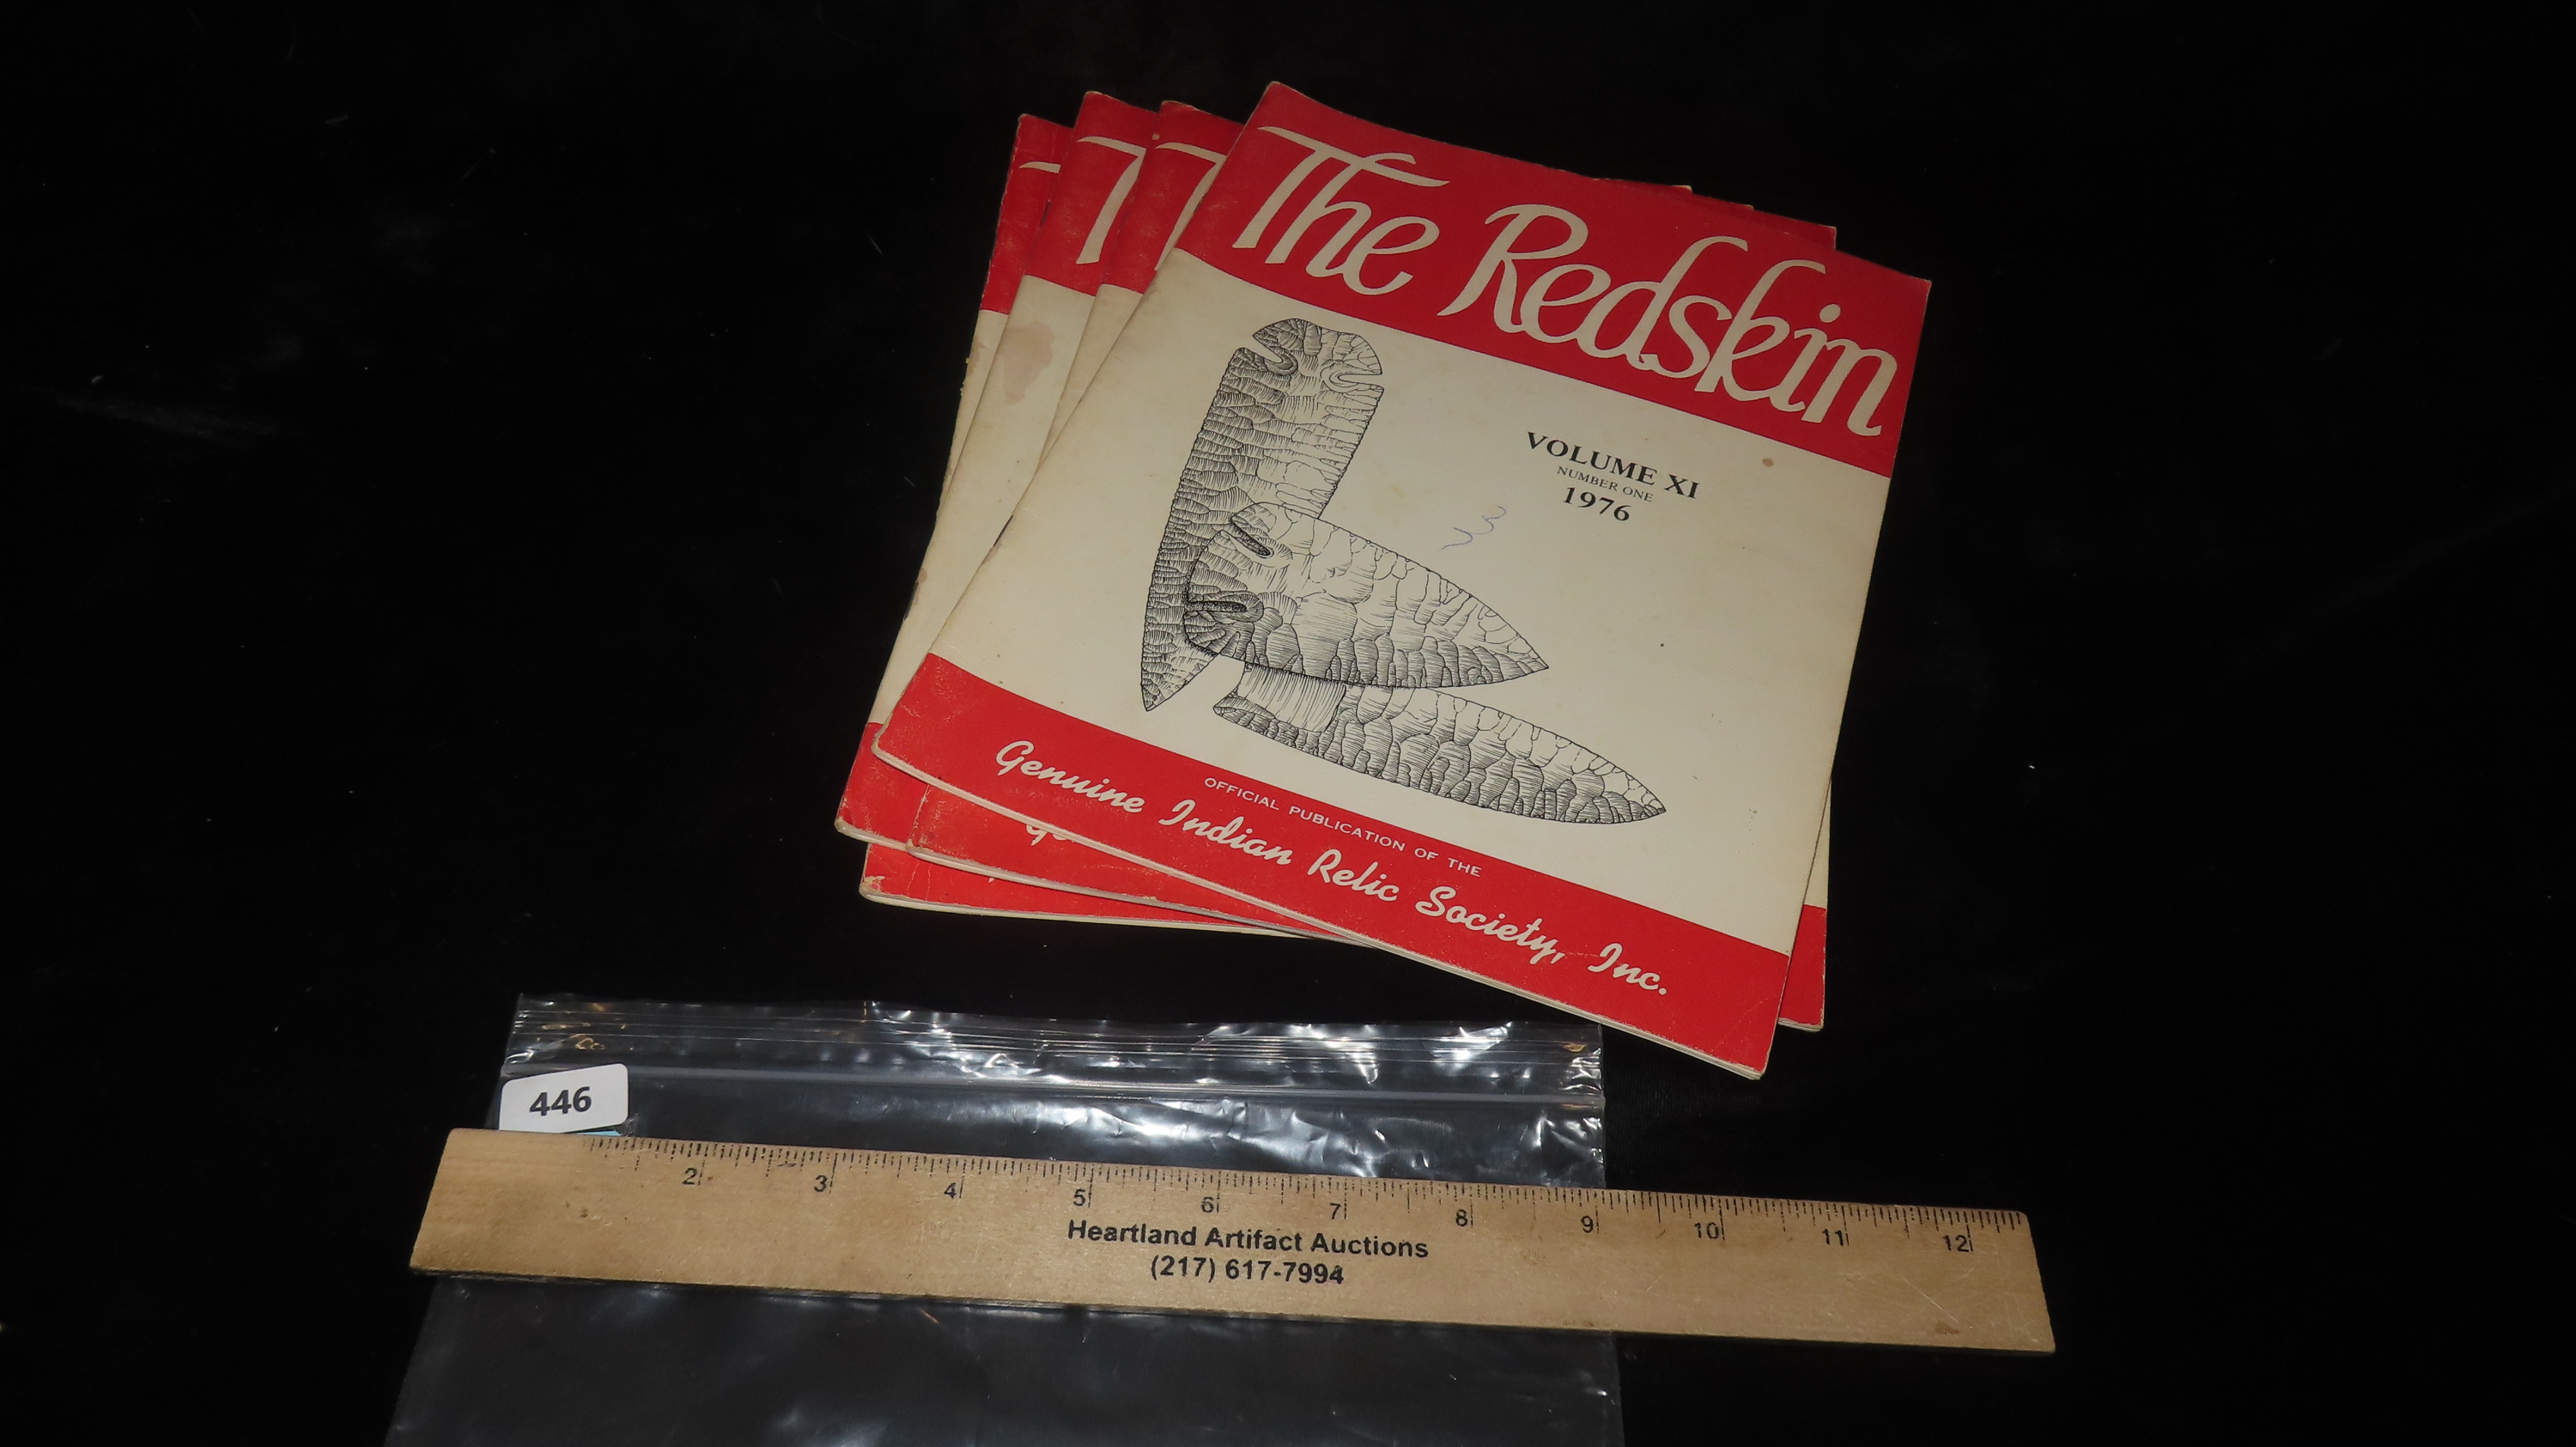 The Redskin
VOLUME XI
NUMBER ONE
1976
OFFICIAL PUBLICATION OF THE
Genuine Indian Relic Society, Inc.
446
2 3 4 5 6 7 8 9 10 11 12
Heartland Artifact Auctions
(217) 617-7994